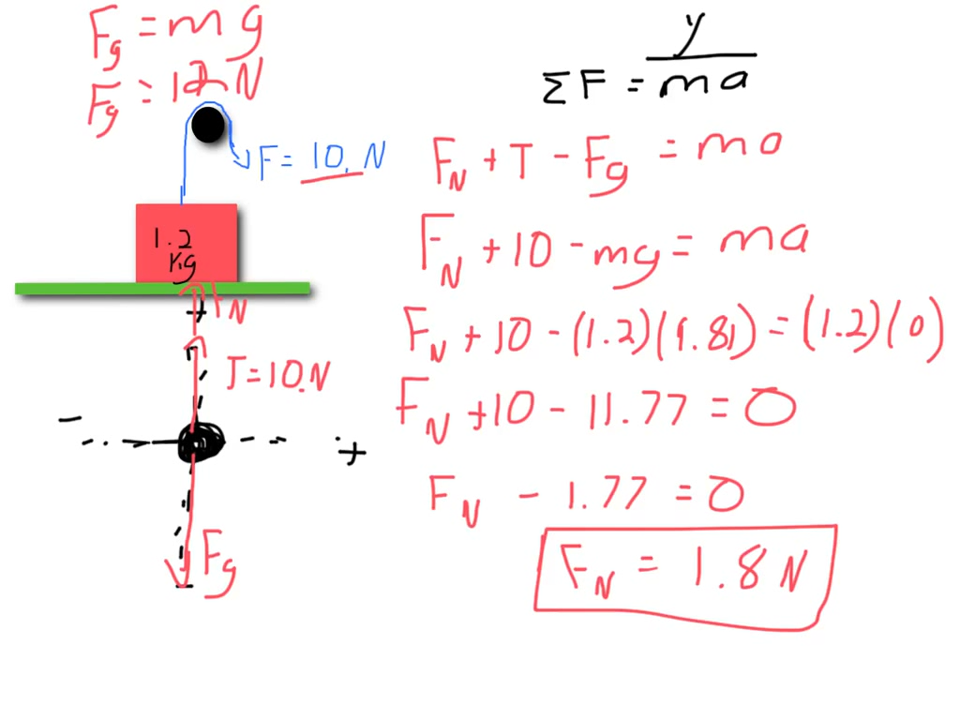 Fg = mg
Fg = 12 N
F = 10. N
1.2
kg
FN
T = 10. N
-
+
+
-
Fg
y
ΣF = ma
FN + T - Fg = ma
FN + 10 - mg = ma
FN + 10 - (1.2)(9.81) = (1.2)(0)
FN + 10 - 11.77 = 0
FN - 1.77 = 0
FN = 1.8 N